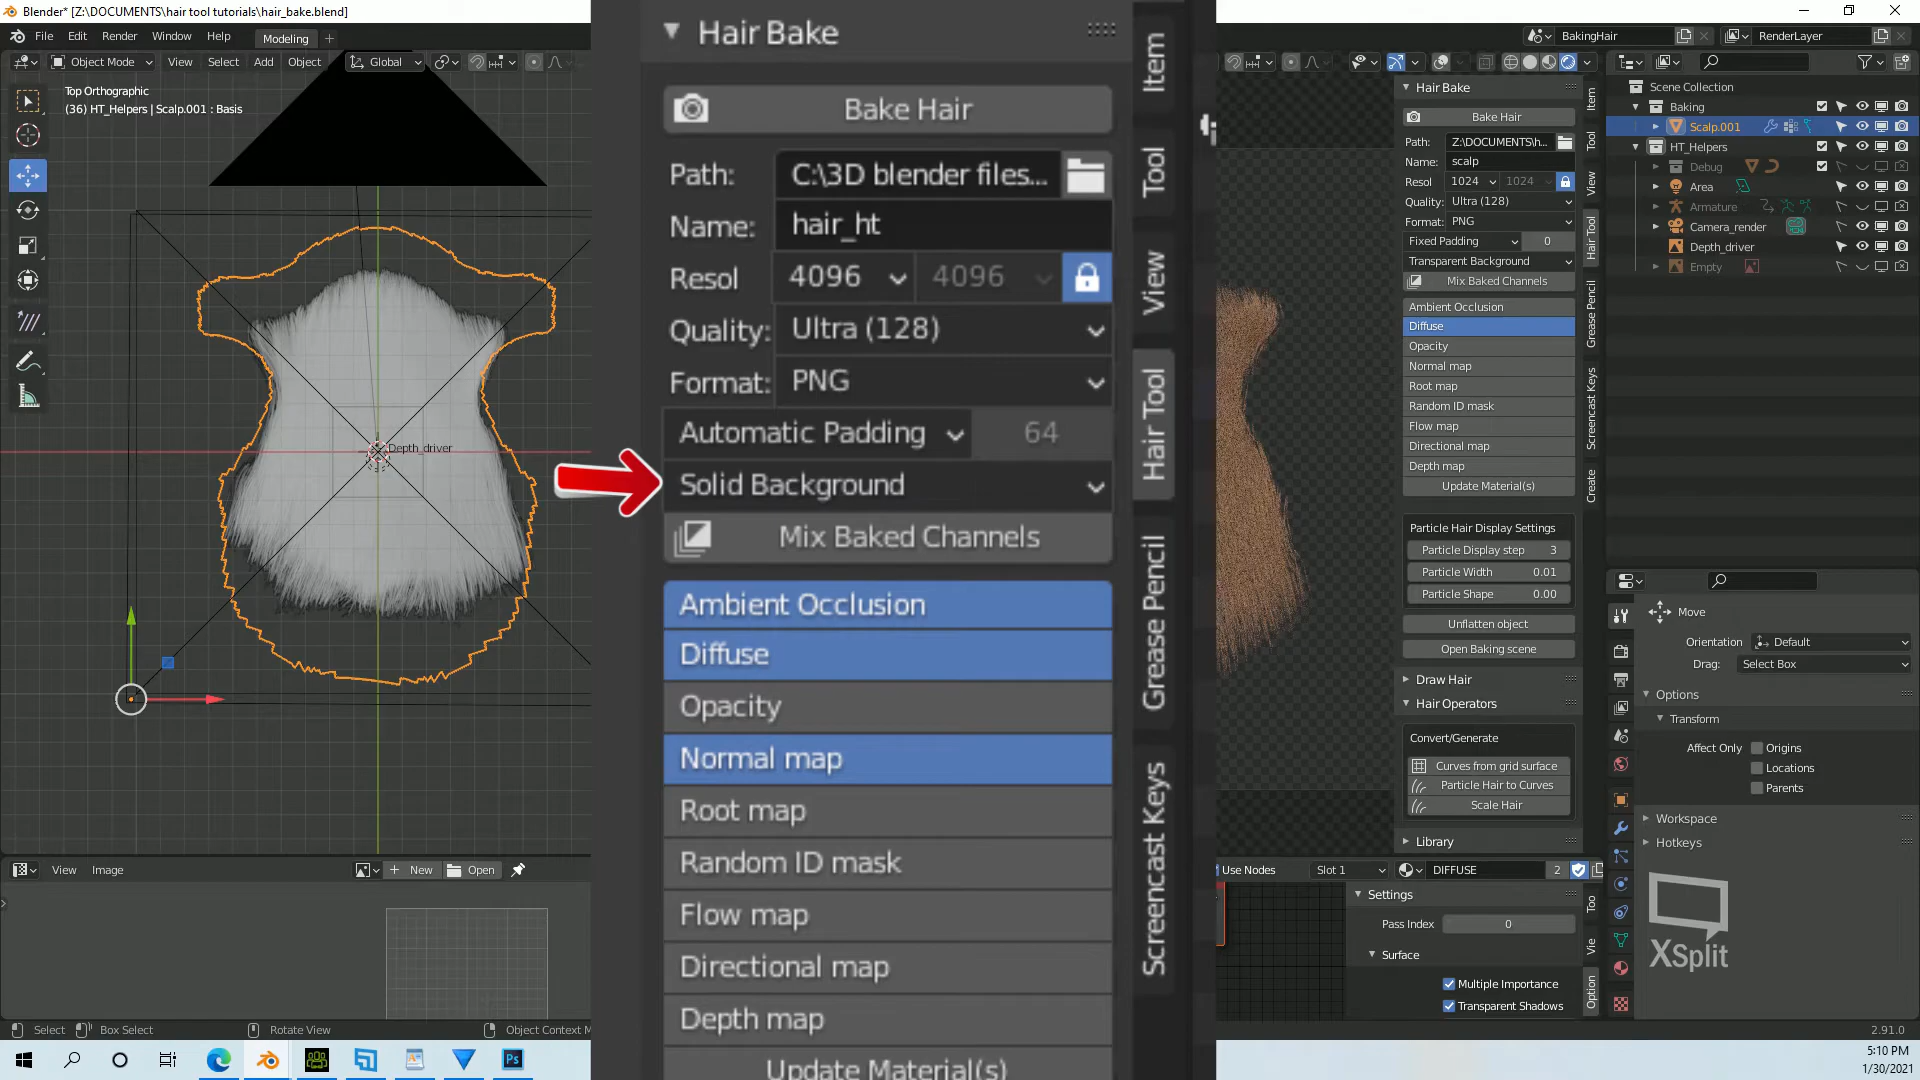 Blender* [Z:\DOCUMENTS\hair tool tutorials\hair_bake.blend]
File Edit Render Window Help Modeling +
BakingHair RenderLayer
Object Mode View Select Add Object Global
Top Orthographic
(36) HT_Helpers | Scalp.001 : Basis
Depth_driver
View Image + New Open
Select Box Select Rotate View Object Context M
Hair Bake
Bake Hair
Path: C:\3D blender files...
Name: hair_ht
Resol 4096 4096
Quality: Ultra (128)
Format: PNG
Automatic Padding 64
Solid Background
Mix Baked Channels
Ambient Occlusion
Diffuse
Opacity
Normal map
Root map
Random ID mask
Flow map
Directional map
Depth map
Update Material(s)
Item
Tool
View
Hair Tool
Grease Pencil
Screencast Keys
Hair Bake
Bake Hair
Path: Z:\DOCUMENTS\h...
Name: scalp
Resol 1024 1024
Quality: Ultra (128)
Format: PNG
Fixed Padding 0
Transparent Background
Mix Baked Channels
Ambient Occlusion
Diffuse
Opacity
Normal map
Root map
Random ID mask
Flow map
Directional map
Depth map
Update Material(s)
Particle Hair Display Settings
Particle Display step 3
Particle Width 0.01
Particle Shape 0.00
Unflatten object
Open Baking scene
Draw Hair
Hair Operators
Convert/Generate
Curves from grid surface
Particle Hair to Curves
Scale Hair
Library
Item
Tool
View
Hair Tool
Grease Pencil
Screencast Keys
Create
Use Nodes Slot 1 DIFFUSE 2
Settings
Pass Index 0
Surface
Multiple Importance
Transparent Shadows
Too
Vie
Option
Scene Collection
Baking
Scalp.001
HT_Helpers
Debug
Area
Armature
Camera_render
Depth_driver
Empty
Move
Orientation Default
Drag: Select Box
Options
Transform
Affect Only Origins
Locations
Parents
Workspace
Hotkeys
XSplit
2.91.0
Ps
5:10 PM
1/30/2021